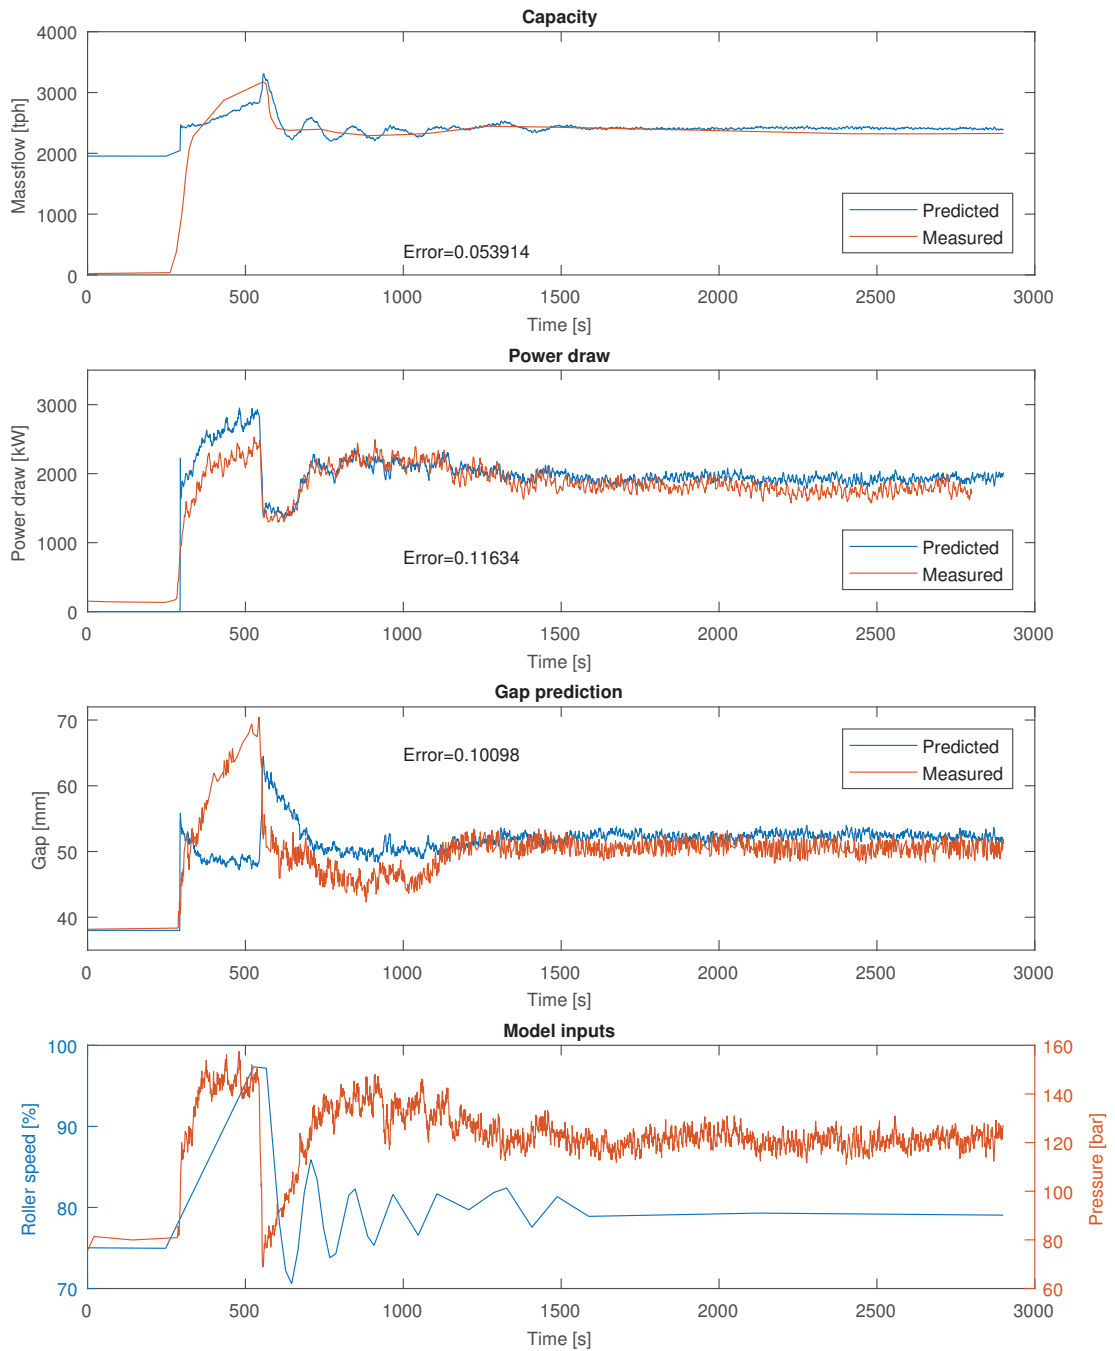 Capacity
4000
3000
2000
1000
0
Massflow [tph]
Predicted
Measured
Error=0.053914
0 500 1000 1500 2000 2500 3000
Time [s]
Power draw
3000
2000
1000
0
Power draw [kW]
Predicted
Measured
Error=0.11634
0 500 1000 1500 2000 2500 3000
Time [s]
Gap prediction
70
60
50
40
Gap [mm]
Error=0.10098
Predicted
Measured
0 500 1000 1500 2000 2500 3000
Time [s]
Model inputs
100
90
80
70
Roller speed [%]
160
140
120
100
80
60
Pressure [bar]
0 500 1000 1500 2000 2500 3000
Time [s]